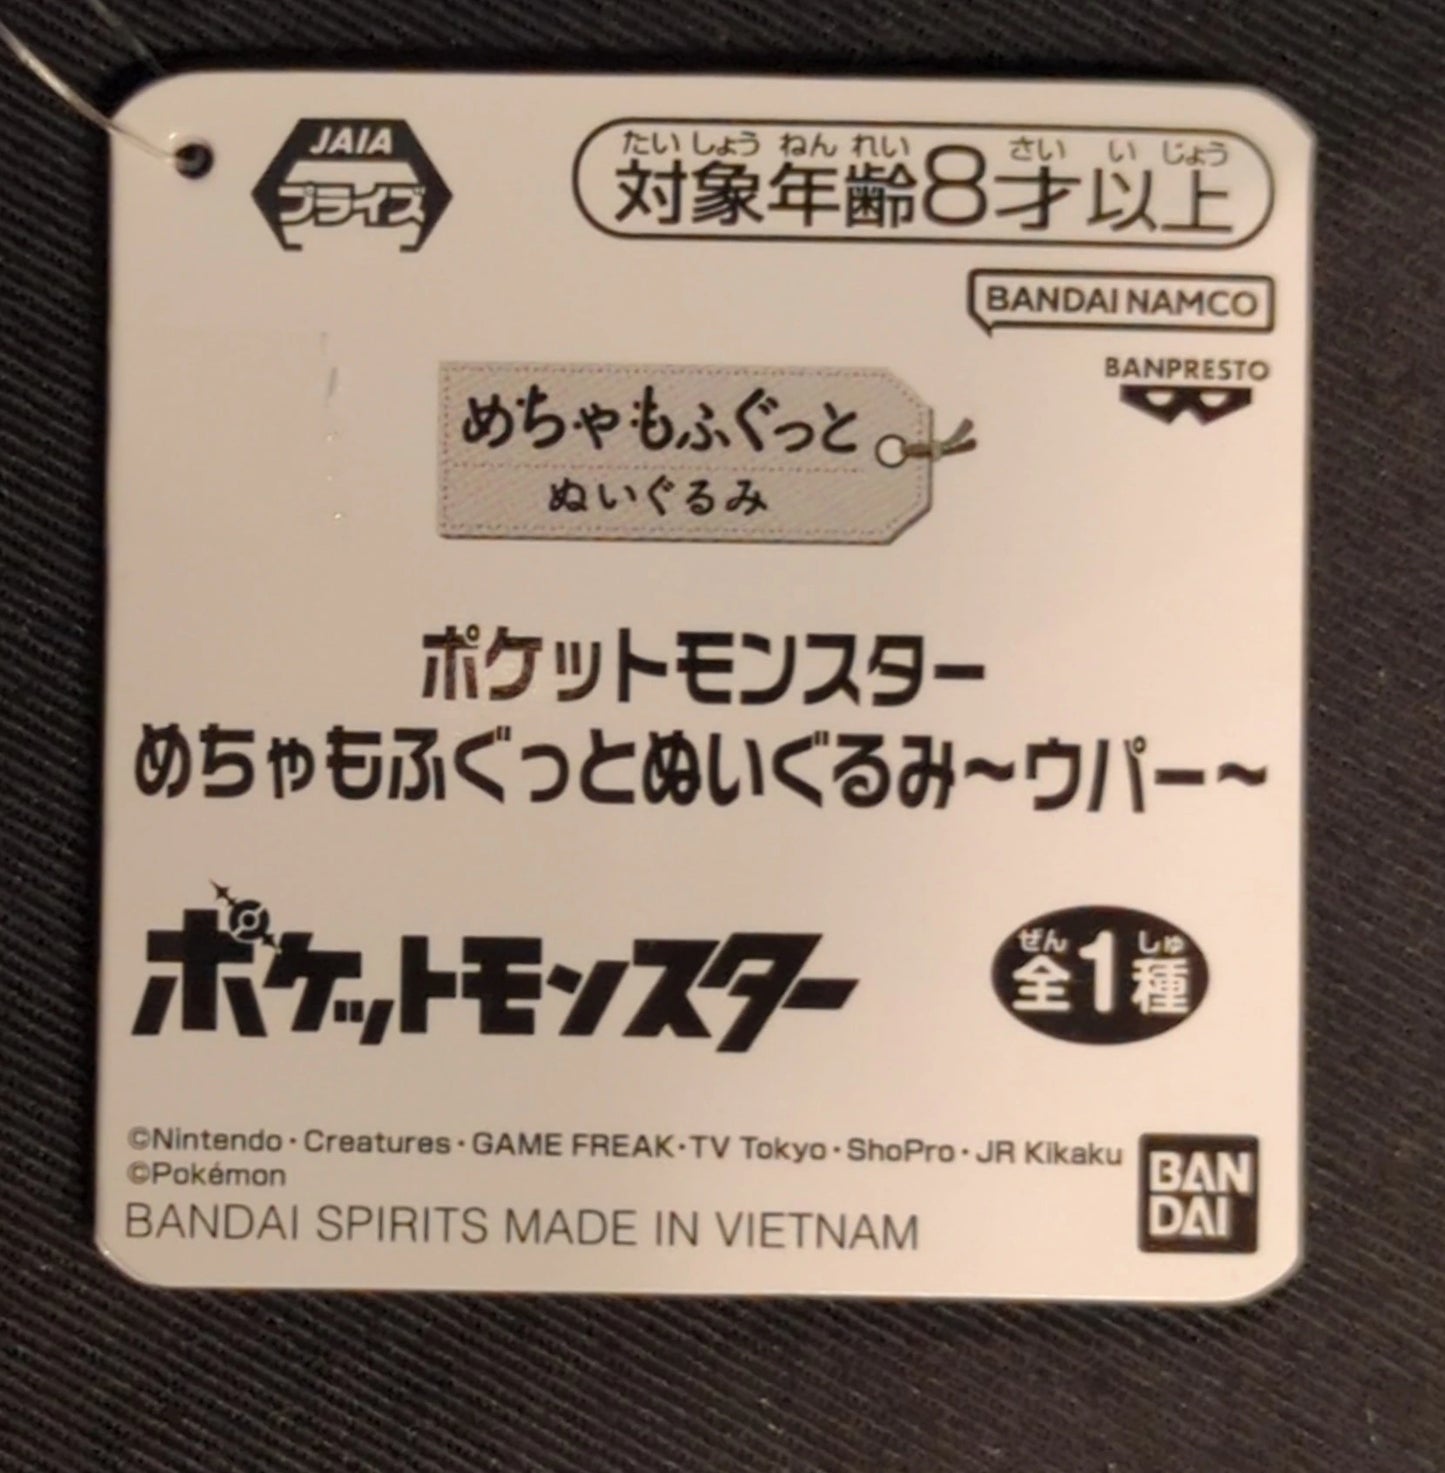 JAIA
プライズ
たいしょうねんれい さい いじょう
対象年齢8才以上
BANDAI NAMCO
BANPRESTO
めちゃもふぐっと
ぬいぐるみ
ポケットモンスター
めちゃもふぐっとぬいぐるみ～ウパー～
ポケットモンスター
ぜん しゅ
全1種
©Nintendo・Creatures・GAME FREAK・TV Tokyo・ShoPro・JR Kikaku
©Pokémon
BANDAI SPIRITS MADE IN VIETNAM
BAN
DAI